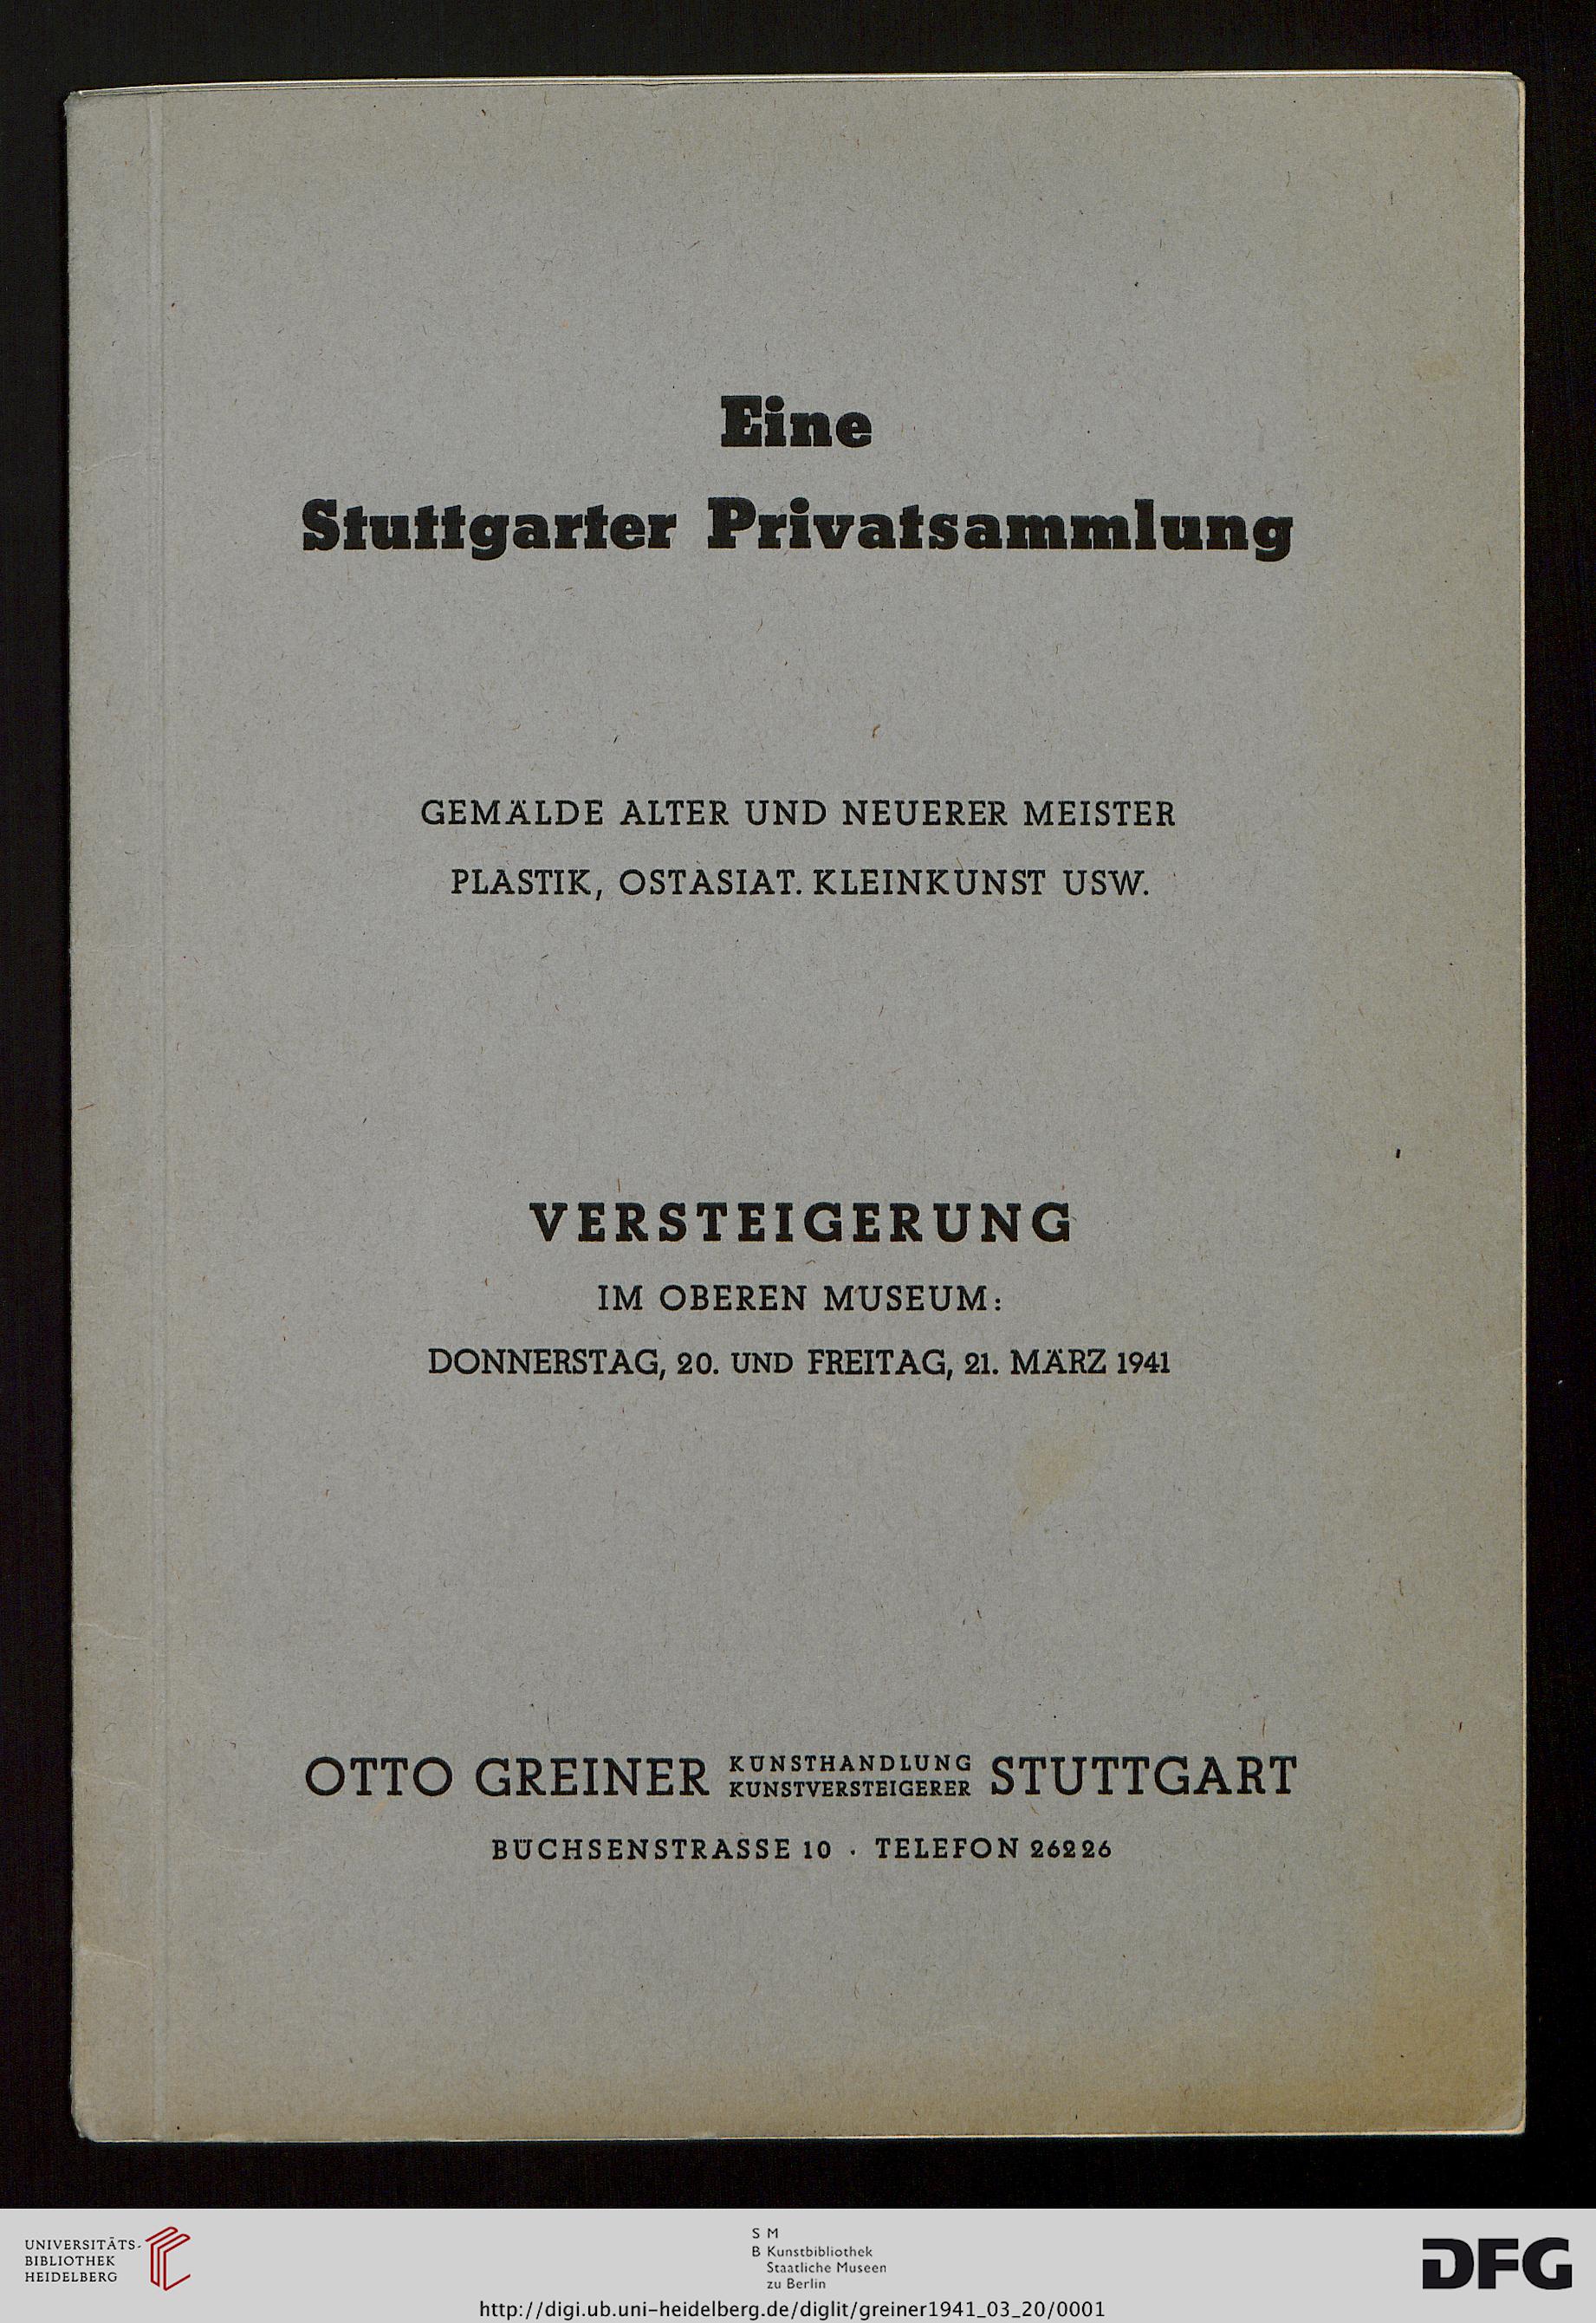 Eine
Stuttgarter Privatsammlung
GEMÄLDE ALTER UND NEUERER MEISTER
PLASTIK, OSTASIAT. KLEINKUNST USW.
VERSTEIGERUNG
IM OBEREN MUSEUM:
DONNERSTAG, 20. UND FREITAG, 21. MÄRZ 1941
OTTO GREINER KUNSTHANDLUNG KUNSTVERSTEIGERER STUTTGART
BÜCHSENSTRASSE 10 · TELEFON 26226
UNIVERSITÄTS-
BIBLIOTHEK
HEIDELBERG
S M
B Kunstbibliothek
Staatliche Museen
zu Berlin
DFG
http://digi.ub.uni-heidelberg.de/diglit/greiner1941_03_20/0001